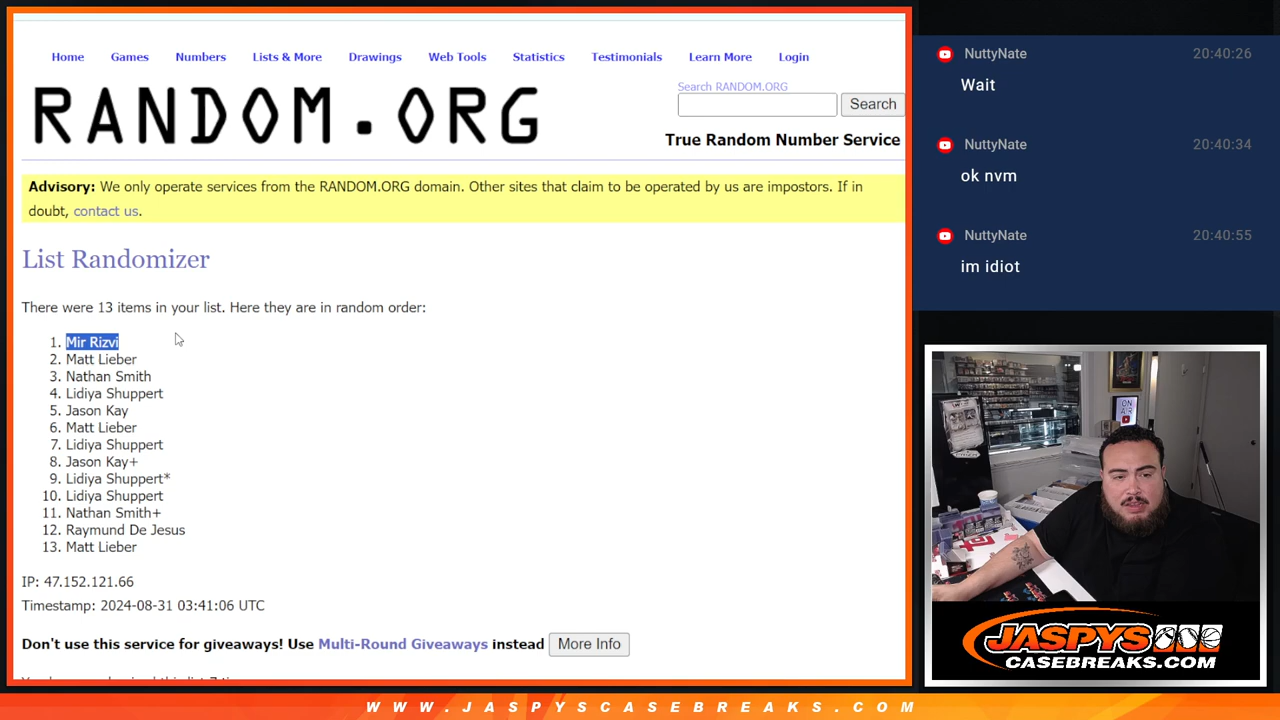 Home Games Numbers Lists & More Drawings Web Tools Statistics Testimonials Learn More Login
RANDOM.ORG
Search RANDOM.ORG
Search
True Random Number Service
Advisory: We only operate services from the RANDOM.ORG domain. Other sites that claim to be operated by us are impostors. If in
doubt, contact us.
List Randomizer
There were 13 items in your list. Here they are in random order:
1. Mir Rizvi
2. Matt Lieber
3. Nathan Smith
4. Lidiya Shuppert
5. Jason Kay
6. Matt Lieber
7. Lidiya Shuppert
8. Jason Kay+
9. Lidiya Shuppert*
10. Lidiya Shuppert
11. Nathan Smith+
12. Raymund De Jesus
13. Matt Lieber
IP: 47.152.121.66
Timestamp: 2024-08-31 03:41:06 UTC
Don't use this service for giveaways! Use Multi-Round Giveaways instead More Info
NuttyNate 20:40:26
Wait
NuttyNate 20:40:34
ok nvm
NuttyNate 20:40:55
im idiot
ON
AIR
JASPYS
CASEBREAKS.COM
WWW.JASPYSCASEBREAKS.COM